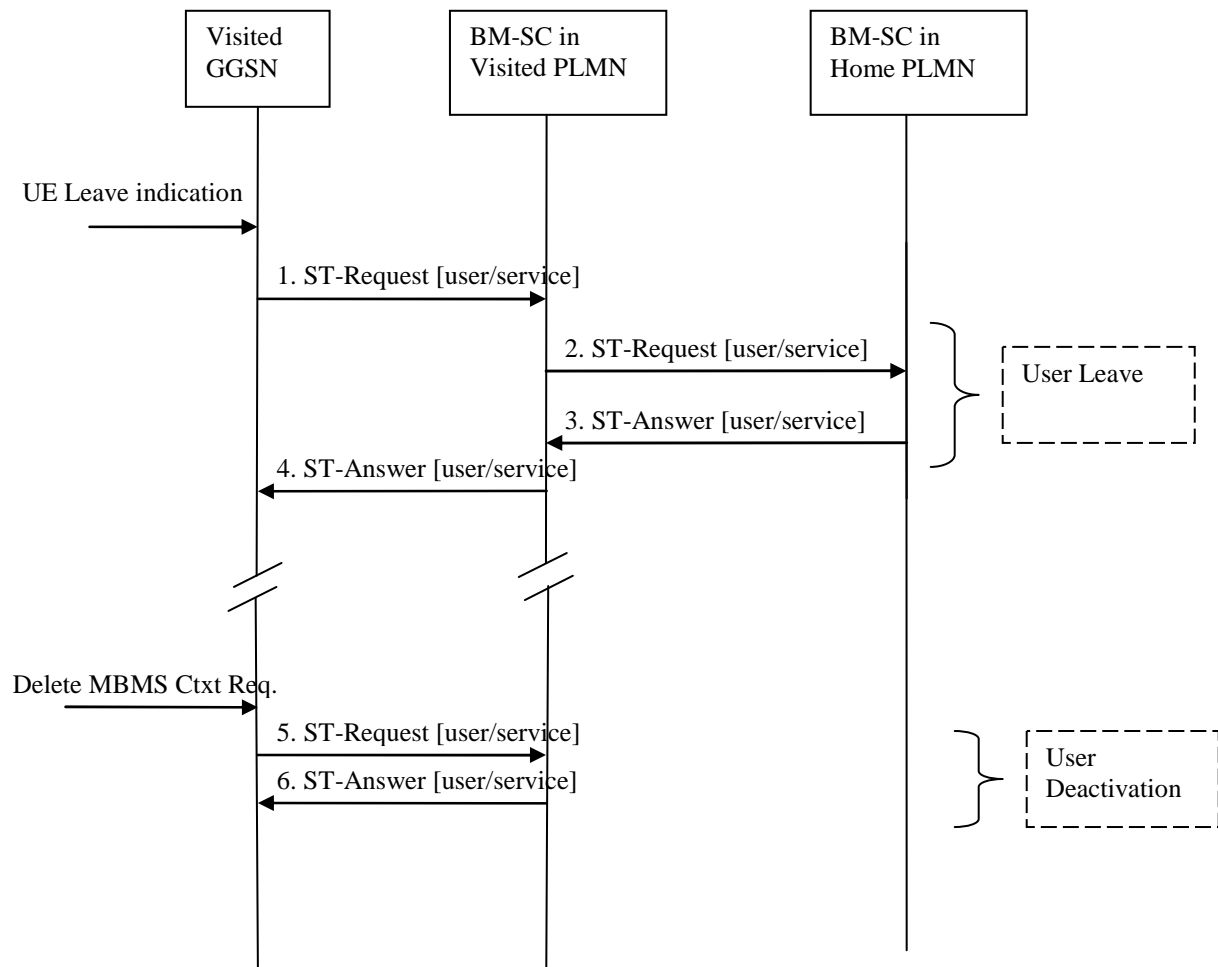 Visited
GGSN
BM-SC in
Visited PLMN
BM-SC in
Home PLMN
UE Leave indication
1. ST-Request [user/service]
2. ST-Request [user/service]
User Leave
3. ST-Answer [user/service]
4. ST-Answer [user/service]
Delete MBMS Ctxt Req.
5. ST-Request [user/service]
6. ST-Answer [user/service]
User
Deactivation